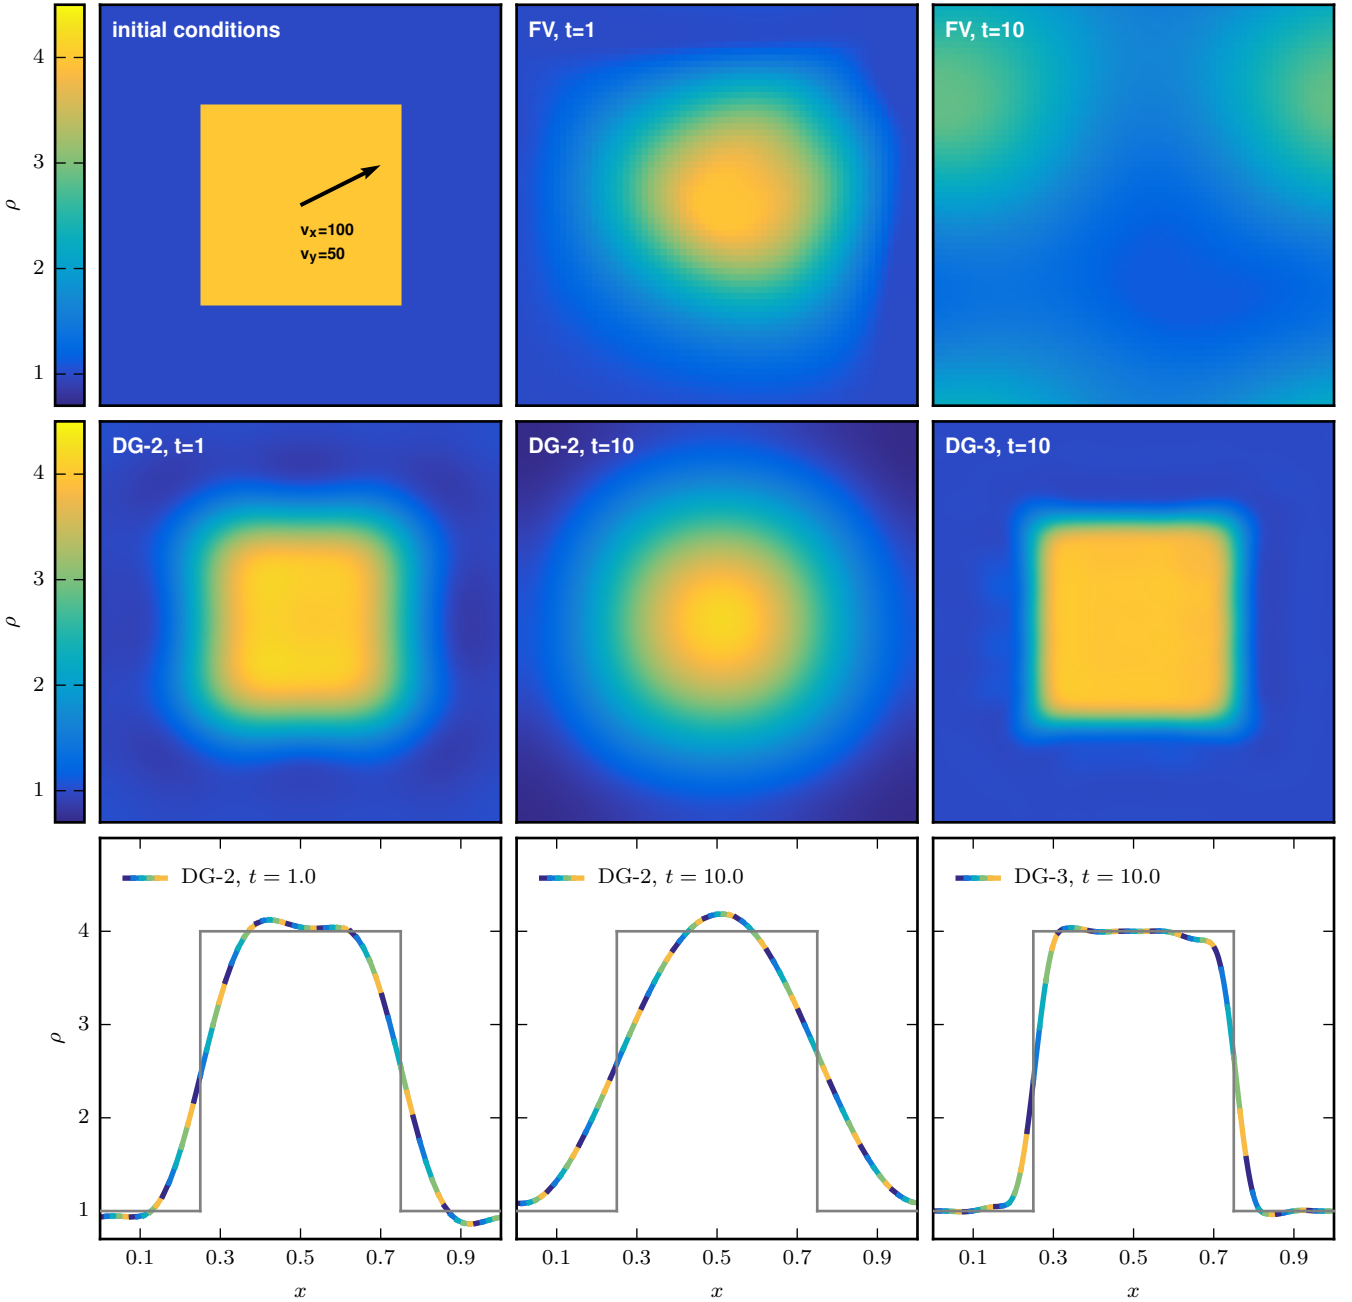 initial conditions
FV, t=1
FV, t=10
4
3
2
1
ρ
vx=100
vy=50
DG-2, t=1
DG-2, t=10
DG-3, t=10
4
3
2
1
ρ
DG-2, t = 1.0
DG-2, t = 10.0
DG-3, t = 10.0
4
3
2
1
ρ
0.1 0.3 0.5 0.7 0.9
0.1 0.3 0.5 0.7 0.9
0.1 0.3 0.5 0.7 0.9
x
x
x